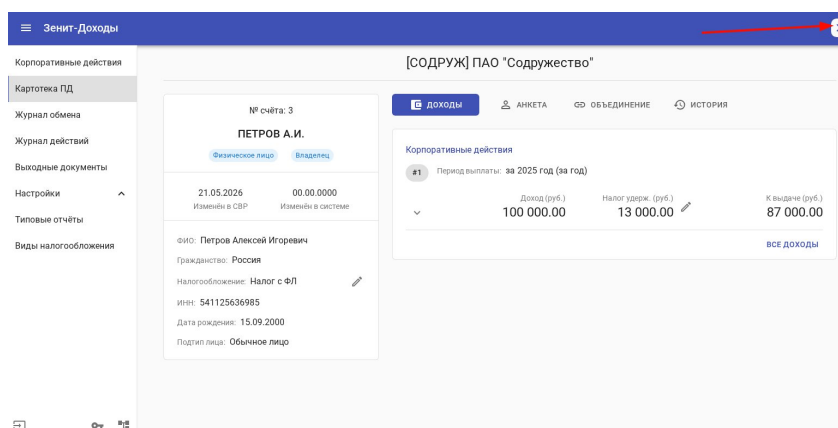 Зенит-Доходы
Корпоративные действия
Картотека ПД
Журнал обмена
Журнал действий
Выходные документы
Настройки
Типовые отчёты
Виды налогообложения
[СОДРУЖ] ПАО "Содружество"
№ счёта: 3
ПЕТРОВ А.И.
Физическое лицо Владелец
21.05.2026 00.00.0000
Изменён в СВР Изменён в системе
ФИО: Петров Алексей Игоревич
Гражданство: Россия
Налогообложение: Налог с ФЛ
ИНН: 541125636985
Дата рождения: 15.09.2000
Подтип лица: Обычное лицо
ДОХОДЫ АНКЕТА ОБЪЕДИНЕНИЕ ИСТОРИЯ
Корпоративные действия
#1 Период выплаты: за 2025 год (за год)
Доход (руб.) Налог удерж. (руб.) К выдаче (руб.)
100 000.00 13 000.00 87 000.00
ВСЕ ДОХОДЫ